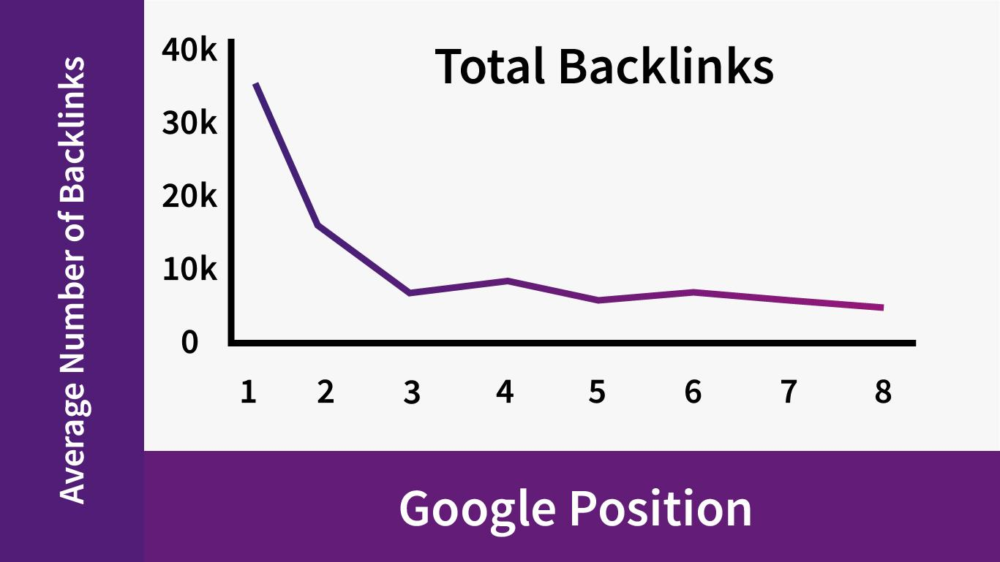 Total Backlinks
Average Number of Backlinks
40k
30k
20k
10k
0
1 2 3 4 5 6 7 8
Google Position